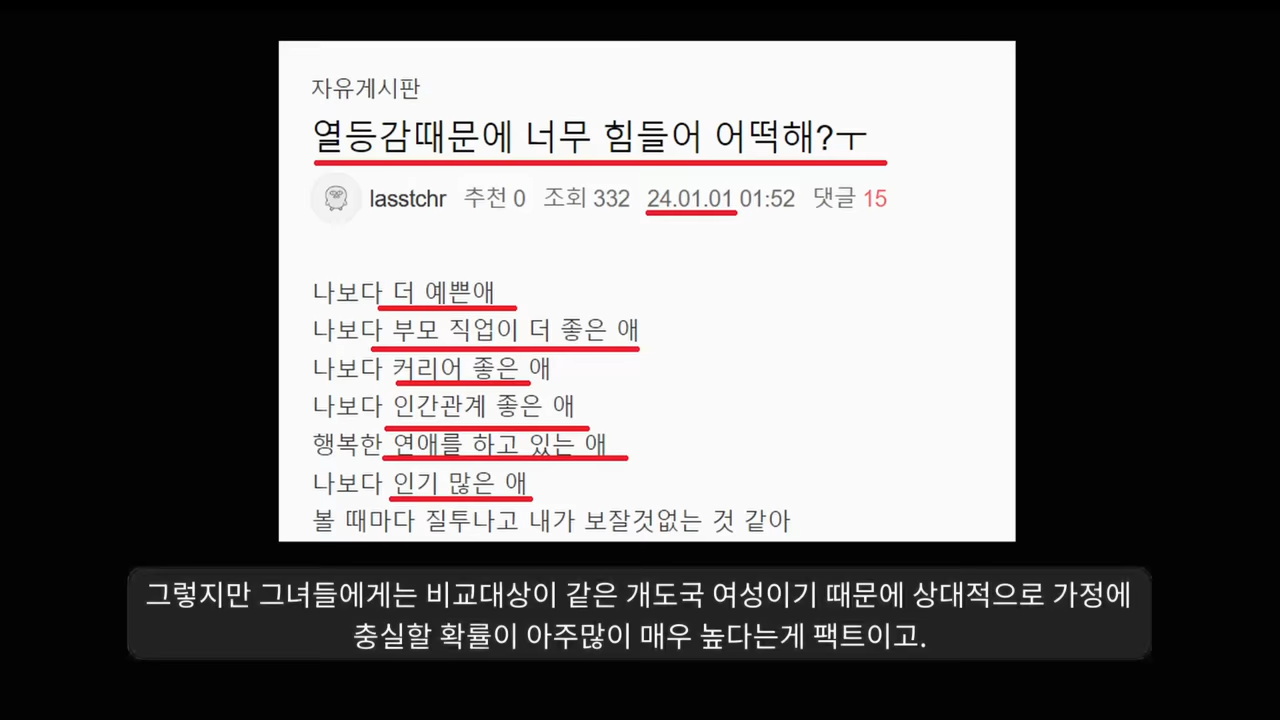 자유게시판
열등감때문에 너무 힘들어 어떡해?ㅜ
lasstchr 추천 0 조회 332 24.01.01 01:52 댓글 15
나보다 더 예쁜애
나보다 부모 직업이 더 좋은 애
나보다 커리어 좋은 애
나보다 인간관계 좋은 애
행복한 연애를 하고 있는 애
나보다 인기 많은 애
볼 때마다 질투나고 내가 보잘것없는 것 같아
그렇지만 그녀들에게는 비교대상이 같은 개도국 여성이기 때문에 상대적으로 가정에
충실할 확률이 아주많이 매우 높다는게 팩트이고.